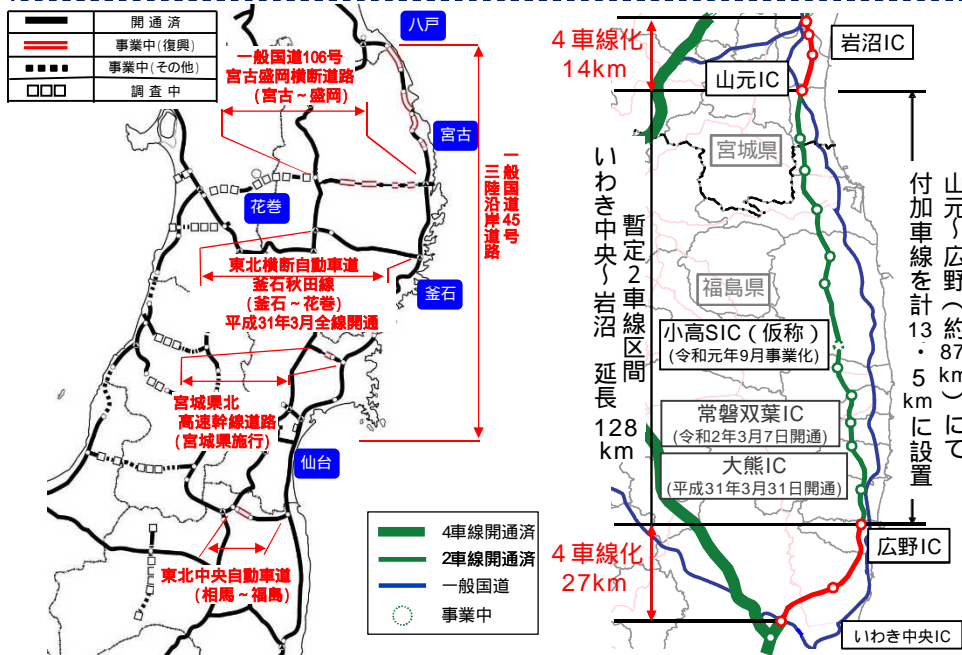 開通済
事業中(復興)
事業中(その他)
調査中
八戸
一般国道106号
宮古盛岡横断道路
(宮古~盛岡)
宮古
一般国道45号
三陸沿岸道路
花巻
東北横断自動車道
釜石秋田線
(釜石~花巻)
平成31年3月全線開通
釜石
宮城県北
高速幹線道路
(宮城県施行)
仙台
東北中央自動車道
(相馬~福島)
4車線開通済
2車線開通済
一般国道
事業中
4車線化
14km
岩沼IC
山元IC
宮城県
暫定2車線区間
いわき中央~岩沼 延長128km
山元~広野(約87km)にて
付加車線を計13・5kmに設置
福島県
小高SIC(仮称)
(令和元年9月事業化)
常磐双葉IC
(令和2年3月7日開通)
大熊IC
(平成31年3月31日開通)
4車線化
27km
広野IC
いわき中央IC